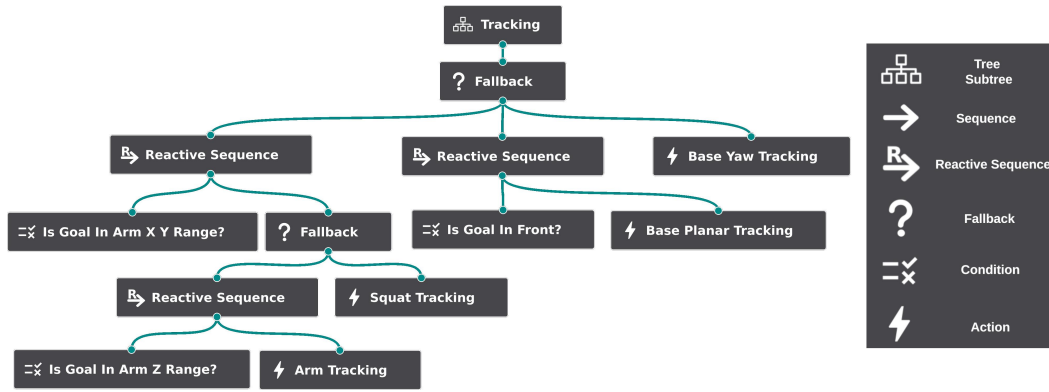 Tracking
Fallback
Reactive Sequence
Reactive Sequence
Base Yaw Tracking
Is Goal In Arm X Y Range?
Fallback
Is Goal In Front?
Base Planar Tracking
Reactive Sequence
Squat Tracking
Is Goal In Arm Z Range?
Arm Tracking
Tree
Subtree
Sequence
R
Reactive Sequence
Fallback
Condition
Action